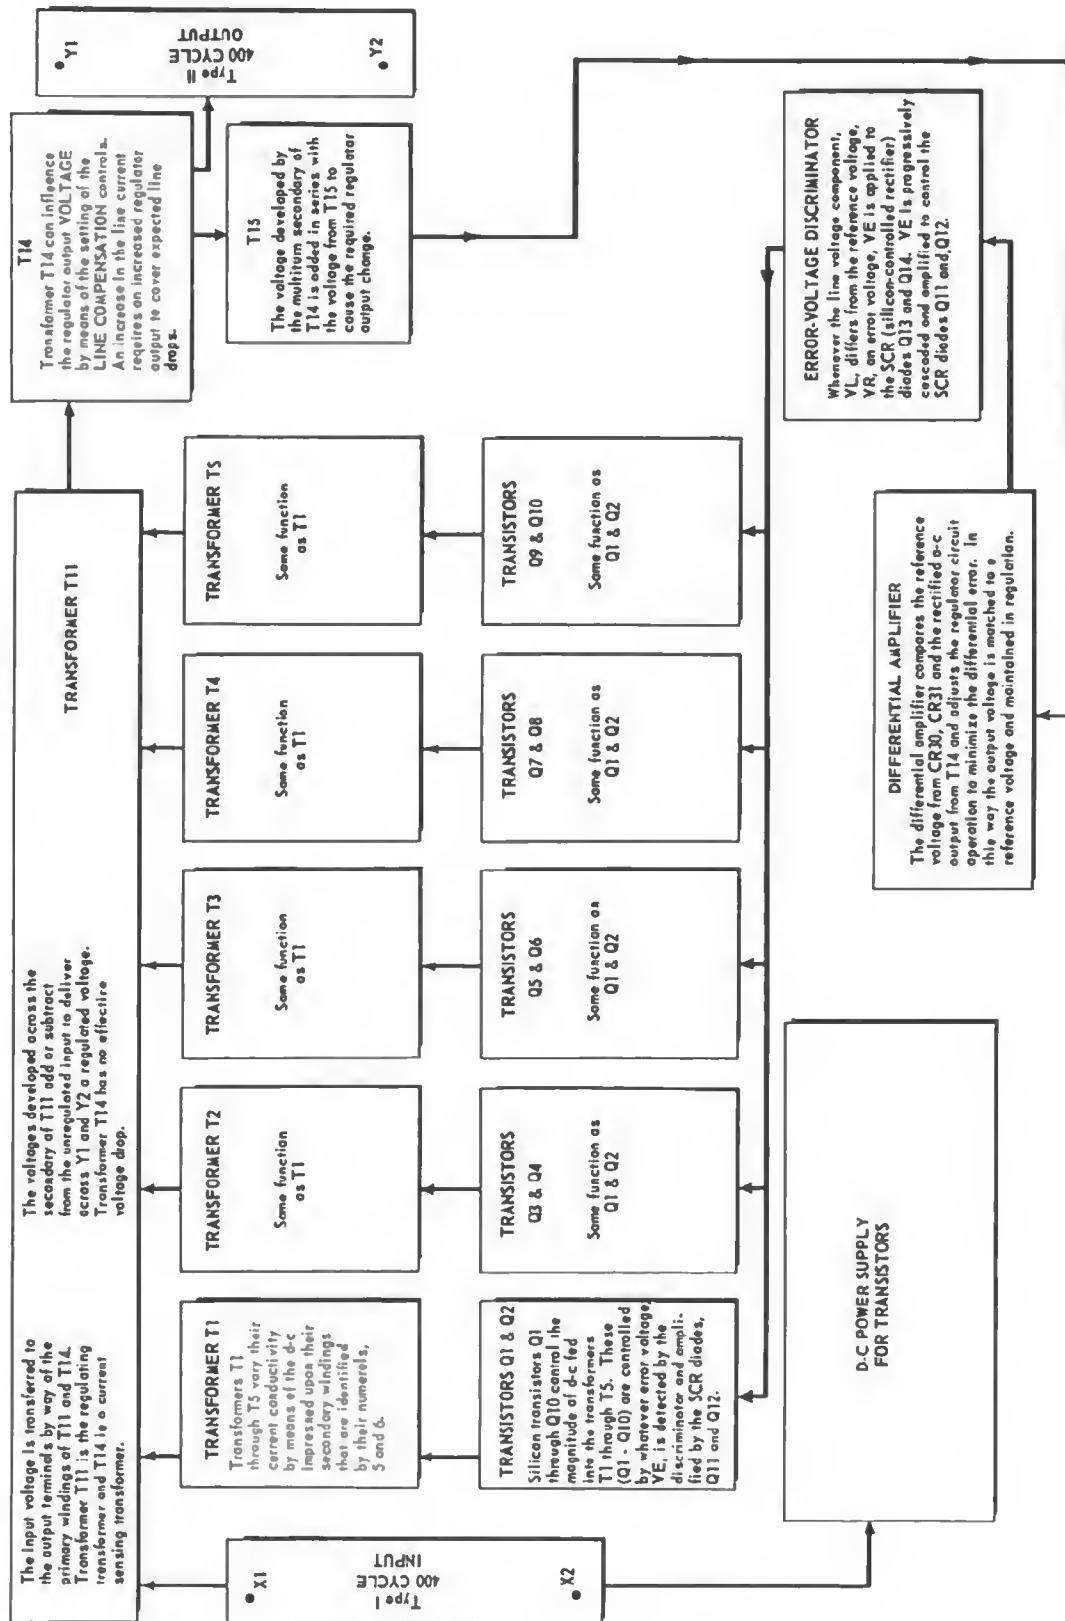 The input voltage is transferred to
the output terminels by way of the
primary windings of T11 and T14.
Transformer T11 is the regulating
trensformer and T14 is a current
sensing transformer.
The voltages developed across the
secondary of T11 add or subtract
from the unregulated input to deliver
across Y1 and Y2 a regulated voltage.
Transformer T14 has no effective
voltage drop.
TRANSFORMER T11
T14
Transformer T14 can influence
the regulator output VOLTAGE
by means of the setting of the
LINE COMPENSATION controls.
An increase in the line current
requires an increased regulator
output to cover expected line
drops.
• Y1
Type II
400 CYCLE
OUTPUT
• Y2
TRANSFORMER T1
Transformers T1
through T5 vary their
current conductivity
by means of the d-c
impressed upon their
secondary windings
that are identified
by their numerels,
5 and 6.
TRANSFORMER T2
Same function
as T1
TRANSFORMER T3
Same function
as T1
TRANSFORMER T4
Same function
as T1
TRANSFORMER T5
Same function
as T1
T15
The voltage developed by
the multiturn secondary of
T14 is added in series with
the voltage from T15 to
cause the required regulator
output change.
• X1
Type I
400 CYCLE
INPUT
• X2
TRANSISTORS Q1 & Q2
Silicon transistors Q1
through Q10 control the
magnitude of d-c fed
into the transformers
T1 through T5. These
(Q1 - Q10) are controlled
by whatever error voltage,
VE, is detected by the
discriminator and ampli-
fied by the SCR diodes,
Q11 and Q12.
TRANSISTORS
Q3 & Q4
Same function as
Q1 & Q2
TRANSISTORS
Q5 & Q6
Same function as
Q1 & Q2
TRANSISTORS
Q7 & Q8
Same function as
Q1 & Q2
TRANSISTORS
Q9 & Q10
Same function as
Q1 & Q2
ERROR-VOLTAGE DISCRIMINATOR
Whenever the line voltage component,
VL, differs from the reference voltage,
VR, an error voltage, VE is applied to
the SCR (silicon-controlled rectifier)
diodes Q13 and Q14. VE is progressively
cascaded and amplified to control the
SCR diodes Q11 and Q12.
D-C POWER SUPPLY
FOR TRANSISTORS
DIFFERENTIAL AMPLIFIER
The differential amplifier compares the reference
voltage from CR30, CR31 and the rectified a-c
output from T14 and adjusts the regulator circuit
operation to minimize the differential error. In
this way the output voltage is matched to a
reference voltage and maintained in regulation.